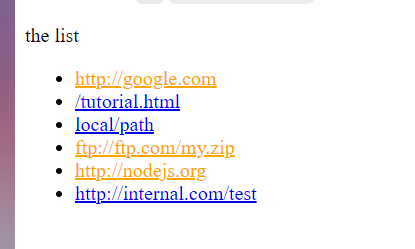 the list
http://google.com
/tutorial.html
local/path
ftp://ftp.com/my.zip
http://nodejs.org
http://internal.com/test